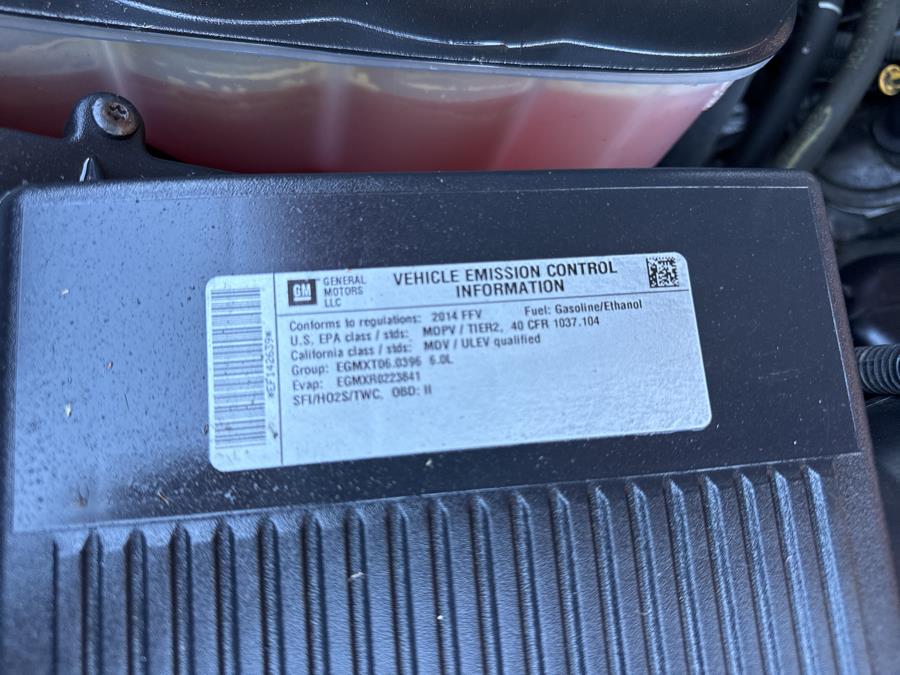 GM
GENERAL
MOTORS
LLC
VEHICLE EMISSION CONTROL
INFORMATION
Conforms to regulations: 2014 FFV Fuel: Gasoline/Ethanol
U.S. EPA class / stds: MDPV / TIER2, 40 CFR 1037.104
California class / stds: MDV / ULEV qualified
Group: EGMXT06.0396 6.0L
Evap: EGMXR0223841
SFI/HO2S/TWC, OBD: II
*EF142639*